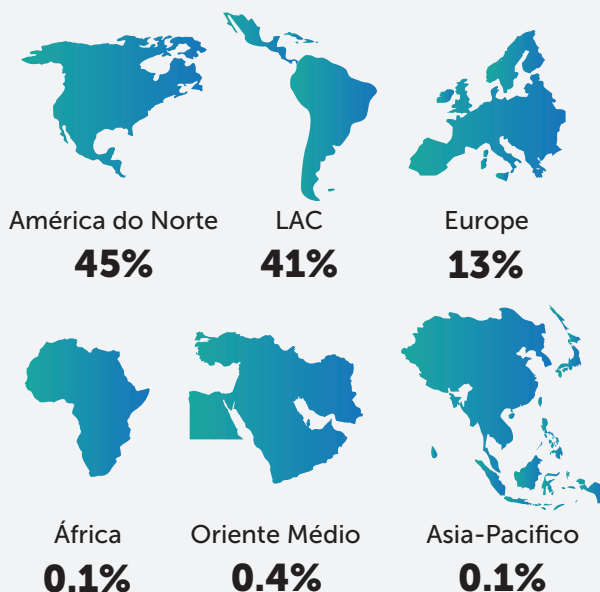 América do Norte LAC Europe
45% 41% 13%
África Oriente Médio Asia-Pacifico
0.1% 0.4% 0.1%